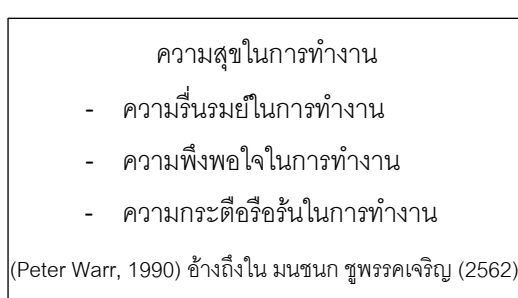 ความสุขในการทำงาน
- ความรื่นรมย์ในการทำงาน
- ความพึงพอใจในการทำงาน
- ความกระตือรือร้นในการทำงาน
(Peter Warr, 1990) อ้างถึงใน มนชนก ชูพรรคเจริญ (2562)